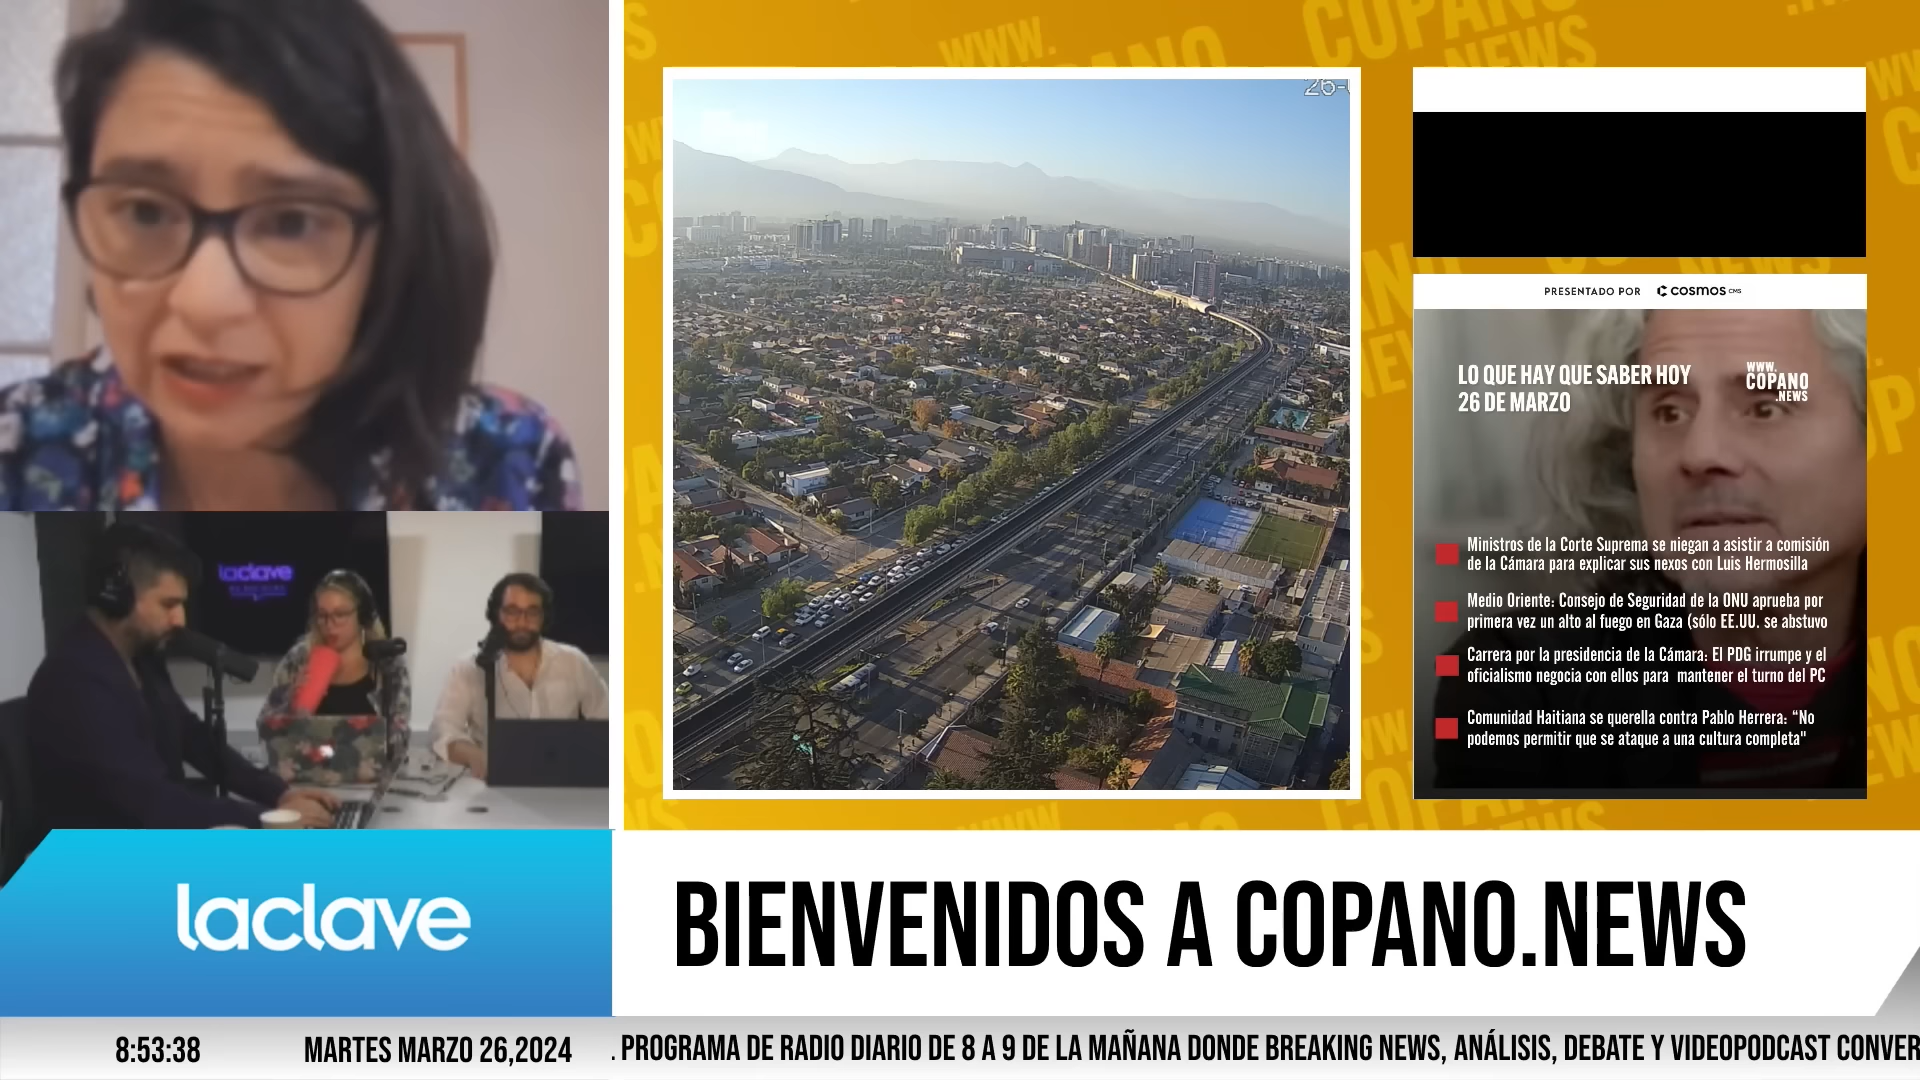 26-
PRESENTADO POR COSMOS CMS
LO QUE HAY QUE SABER HOY
26 DE MARZO
WWW.
COPANO
.NEWS
Ministros de la Corte Suprema se niegan a asistir a comisión
de la Cámara para explicar sus nexos con Luis Hermosilla
Medio Oriente: Consejo de Seguridad de la ONU aprueba por
primera vez un alto al fuego en Gaza (sólo EE.UU. se abstuvo
Carrera por la presidencia de la Cámara: El PDG irrumpe y el
oficialismo negocia con ellos para mantener el turno del PC
Comunidad Haitiana se querella contra Pablo Herrera: “No
podemos permitir que se ataque a una cultura completa"
laclave
laclave
BIENVENIDOS A COPANO.NEWS
8:53:38 MARTES MARZO 26,2024 . PROGRAMA DE RADIO DIARIO DE 8 A 9 DE LA MAÑANA DONDE BREAKING NEWS, ANÁLISIS, DEBATE Y VIDEOPODCAST CONVER